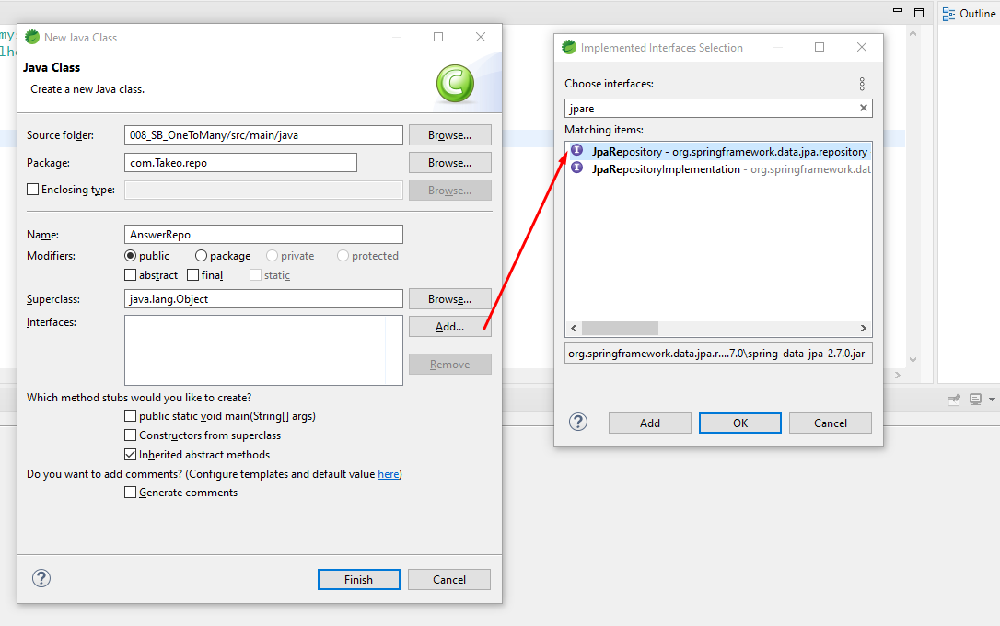 Outline
mys
lho
New Java Class
Java Class
Create a new Java class.
Source folder: 008_SB_OneToMany/src/main/java Browse...
Package: com.Takeo.repo Browse...
Enclosing type: Browse...
Name: AnswerRepo
Modifiers: public package private protected
abstract final static
Superclass: java.lang.Object Browse...
Interfaces: Add...
Remove
Which method stubs would you like to create?
public static void main(String[] args)
Constructors from superclass
Inherited abstract methods
Do you want to add comments? (Configure templates and default value here)
Generate comments
Finish Cancel
Implemented Interfaces Selection
Choose interfaces:
jpare
Matching items:
JpaRepository - org.springframework.data.jpa.repository
JpaRepositoryImplementation - org.springframework.dat
org.springframework.data.jpa.r....7.0\spring-data-jpa-2.7.0.jar
Add OK Cancel